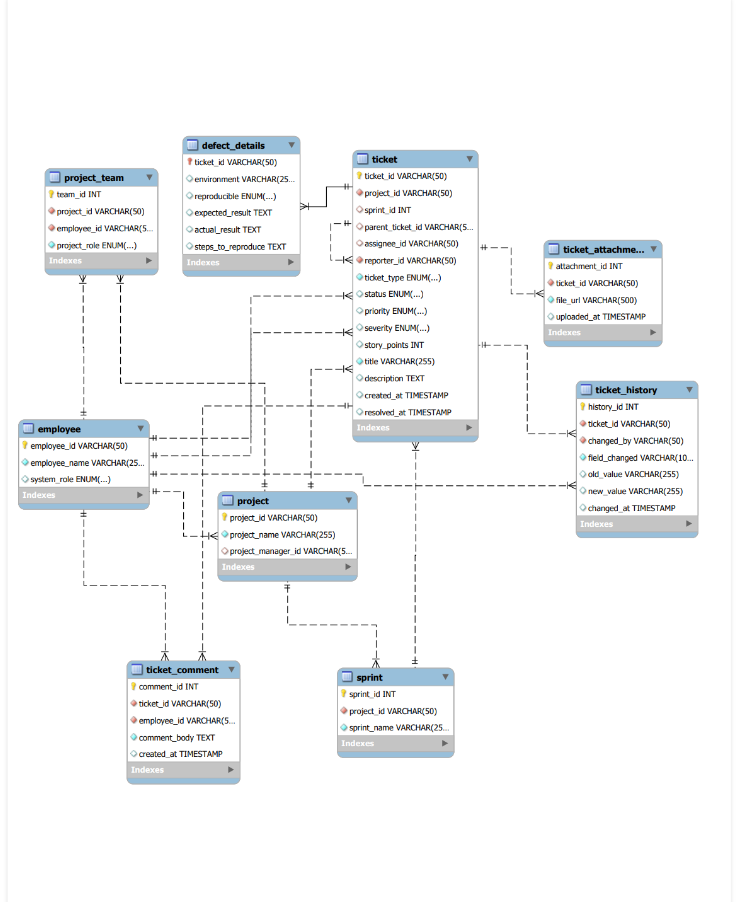 defect_details
ticket_id VARCHAR(50)
environment VARCHAR(25...
reproducible ENUM(...)
expected_result TEXT
actual_result TEXT
steps_to_reproduce TEXT
Indexes
ticket
ticket_id VARCHAR(50)
project_id VARCHAR(50)
sprint_id INT
parent_ticket_id VARCHAR(5...
assignee_id VARCHAR(50)
reporter_id VARCHAR(50)
ticket_type ENUM(...)
status ENUM(...)
priority ENUM(...)
severity ENUM(...)
story_points INT
title VARCHAR(255)
description TEXT
created_at TIMESTAMP
resolved_at TIMESTAMP
Indexes
project_team
team_id INT
project_id VARCHAR(50)
employee_id VARCHAR(5...
project_role ENUM(...)
Indexes
ticket_attachme...
attachment_id INT
ticket_id VARCHAR(50)
file_url VARCHAR(500)
uploaded_at TIMESTAMP
Indexes
ticket_history
history_id INT
ticket_id VARCHAR(50)
changed_by VARCHAR(50)
field_changed VARCHAR(10...
old_value VARCHAR(255)
new_value VARCHAR(255)
changed_at TIMESTAMP
Indexes
employee
employee_id VARCHAR(50)
employee_name VARCHAR(25...
system_role ENUM(...)
Indexes
project
project_id VARCHAR(50)
project_name VARCHAR(255)
project_manager_id VARCHAR(5...
Indexes
ticket_comment
comment_id INT
ticket_id VARCHAR(50)
employee_id VARCHAR(5...
comment_body TEXT
created_at TIMESTAMP
Indexes
sprint
sprint_id INT
project_id VARCHAR(50)
sprint_name VARCHAR(25...
Indexes